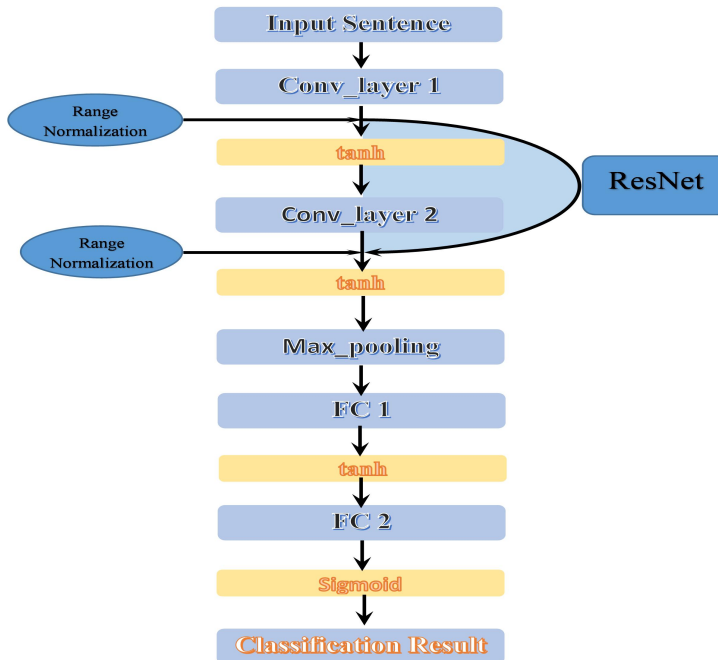 Input Sentence
Conv_layer 1
Range
Normalization
tanh
ResNet
Conv_layer 2
Range
Normalization
tanh
Max_pooling
FC 1
tanh
FC 2
Sigmoid
Classification Result